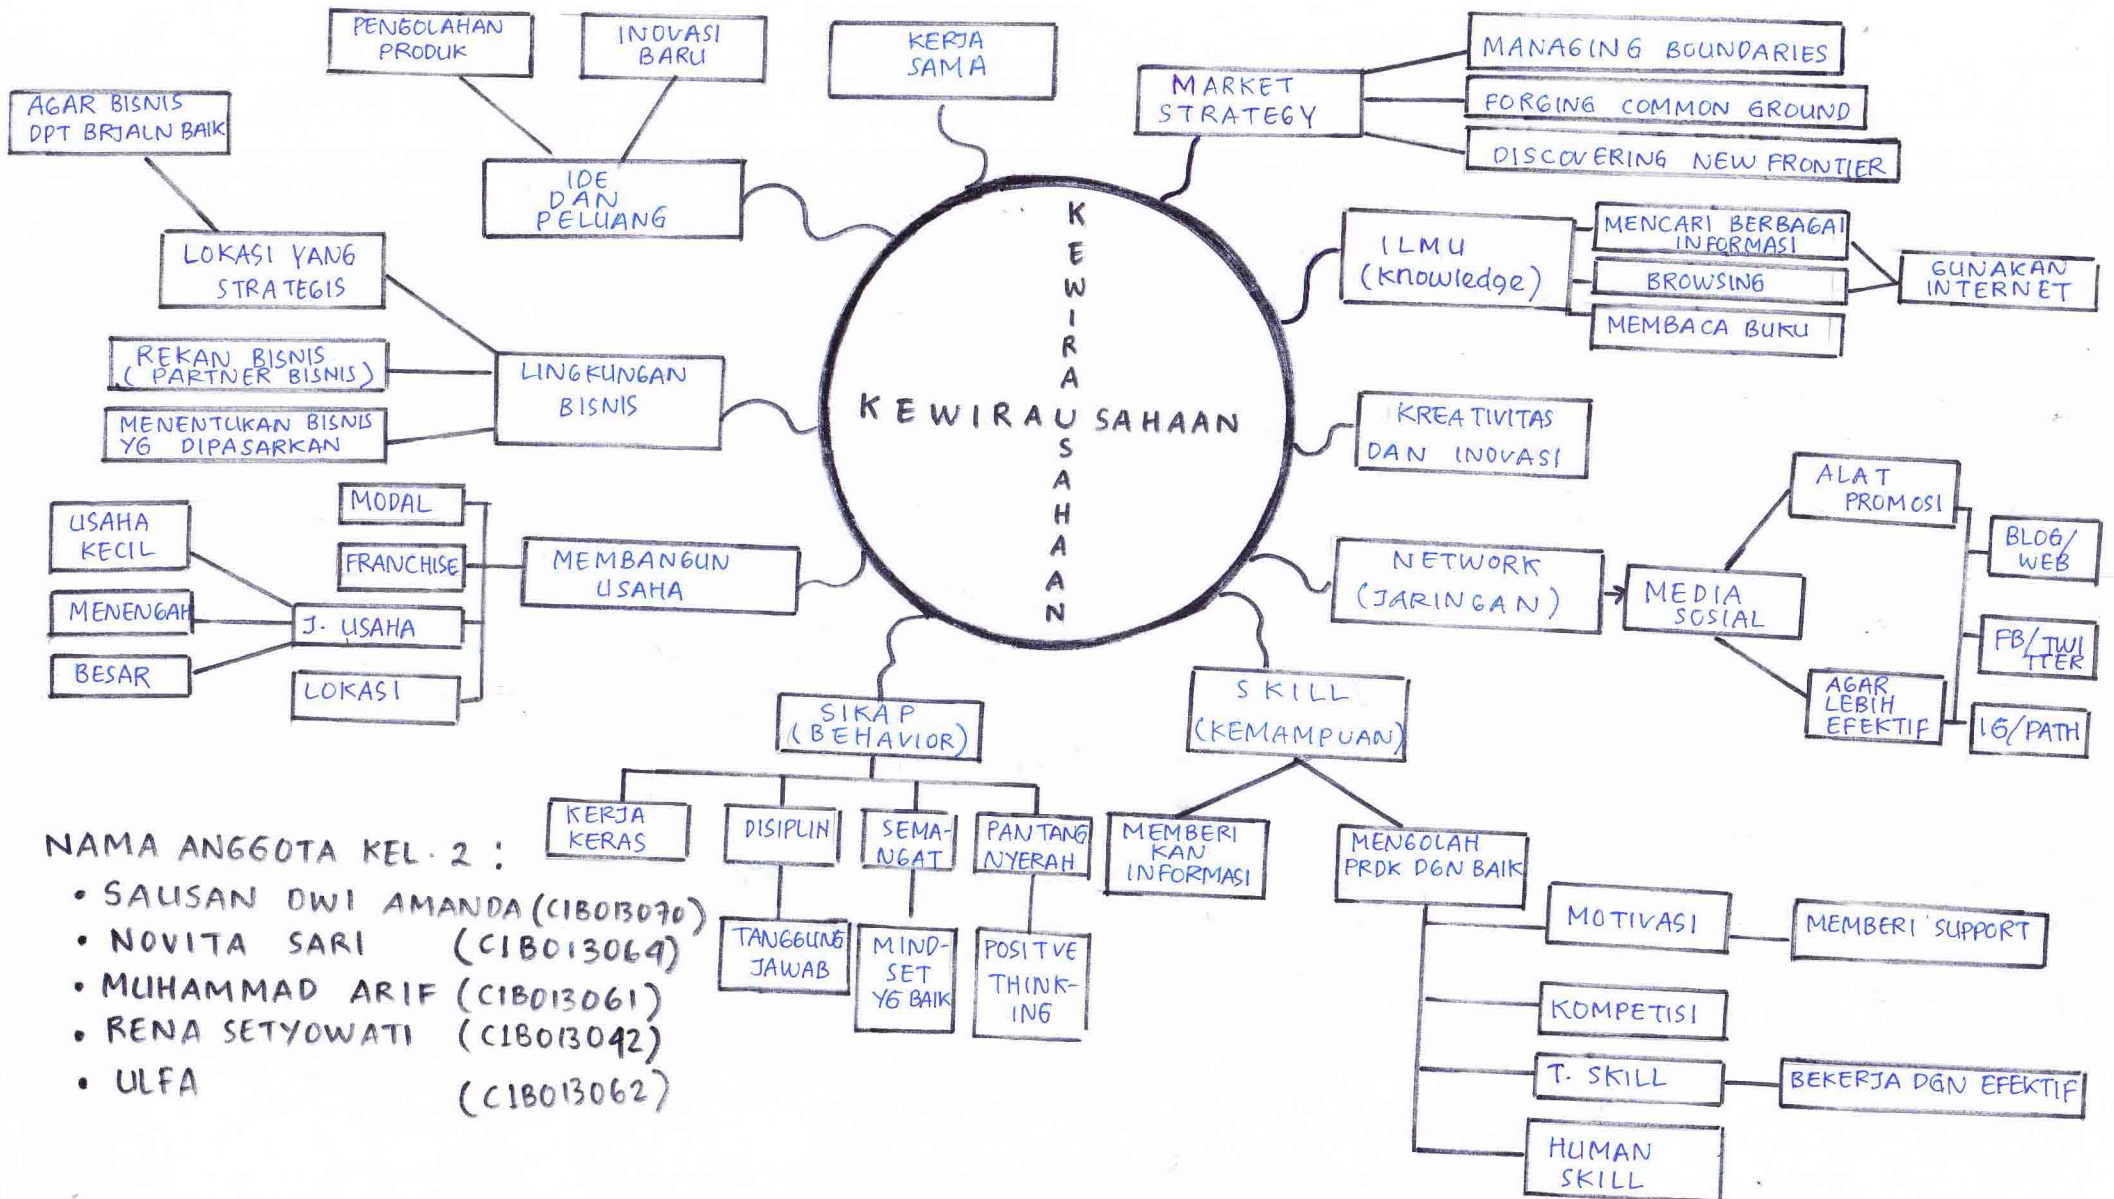 PENGOLAHAN
PRODUK
INOVASI
BARU
KERJA
SAMA
MARKET
STRATEGY
MANAGING BOUNDARIES
FORGING COMMON GROUND
DISCOVERING NEW FRONTIER
AGAR BISNIS
DPT BRJALN BAIK
IDE
DAN
PELUANG
LOKASI YANG
STRATEGIS
ILMU
(Knowledge)
MENCARI BERBAGAI
INFORMASI
BROWSING
MEMBACA BUKU
GUNAKAN
INTERNET
REKAN BISNIS
(PARTNER BISNIS)
MENENTUKAN BISNIS
YG DIPASARKAN
LINGKUNGAN
BISNIS
KEWIRAUSAHAAN
KEWIRAUSAHAAN
KREATIVITAS
DAN INOVASI
USAHA
KECIL
MENENGAH
BESAR
MODAL
FRANCHISE
J. USAHA
LOKASI
MEMBANGUN
USAHA
NETWORK
(JARINGAN)
MEDIA
SOSIAL
ALAT
PROMOSI
AGAR
LEBIH
EFEKTIF
BLOG/
WEB
FB/TWI
TTER
IG/PATH
SIKAP
(BEHAVIOR)
KERJA
KERAS
DISIPLIN
SEMA-
NGAT
PANTANG
NYERAH
TANGGUNG
JAWAB
MIND-
SET
YG BAIK
POSITVE
THINK-
ING
SKILL
(KEMAMPUAN)
MEMBERI
KAN
INFORMASI
MENGOLAH
PRDK DGN BAIK
MOTIVASI
MEMBERI SUPPORT
KOMPETISI
T. SKILL
BEKERJA DGN EFEKTIF
HUMAN
SKILL
NAMA ANGGOTA KEL. 2 :
• SAUSAN DWI AMANDA (C1B013070)
• NOVITA SARI (C1B013064)
• MUHAMMAD ARIF (C1B013061)
• RENA SETYOWATI (C1B013042)
• ULFA (C1B013062)